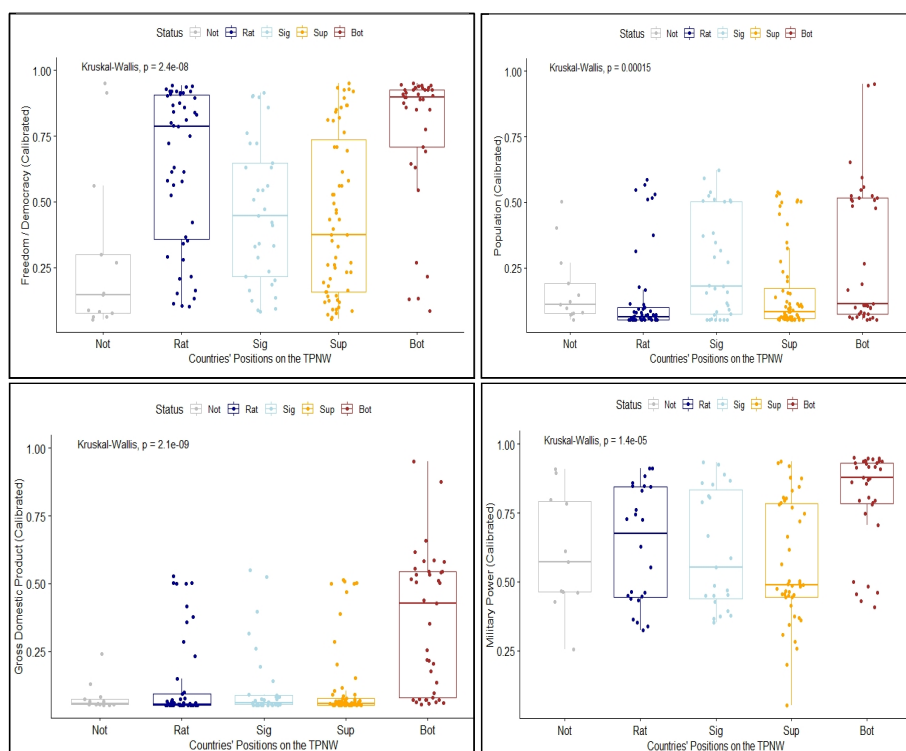 Status Not Rat Sig Sup Bot
Kruskal-Wallis, p = 2.4e-08
Freedom / Democracy (Calibrated)
1.00
0.75
0.50
0.25
Not Rat Sig Sup Bot
Countries' Positions on the TPNW
Status Not Rat Sig Sup Bot
Kruskal-Wallis, p = 0.00015
Population (Calibrated)
1.00
0.75
0.50
0.25
Not Rat Sig Sup Bot
Countries' Positions on the TPNW
Status Not Rat Sig Sup Bot
Kruskal-Wallis, p = 2.1e-09
Gross Domestic Product (Calibrated)
1.00
0.75
0.50
0.25
Not Rat Sig Sup Bot
Countries' Positions on the TPNW
Status Not Rat Sig Sup Bot
Kruskal-Wallis, p = 1.4e-05
Military Power (Calibrated)
1.00
0.75
0.50
0.25
Not Rat Sig Sup Bot
Countries' Positions on the TPNW